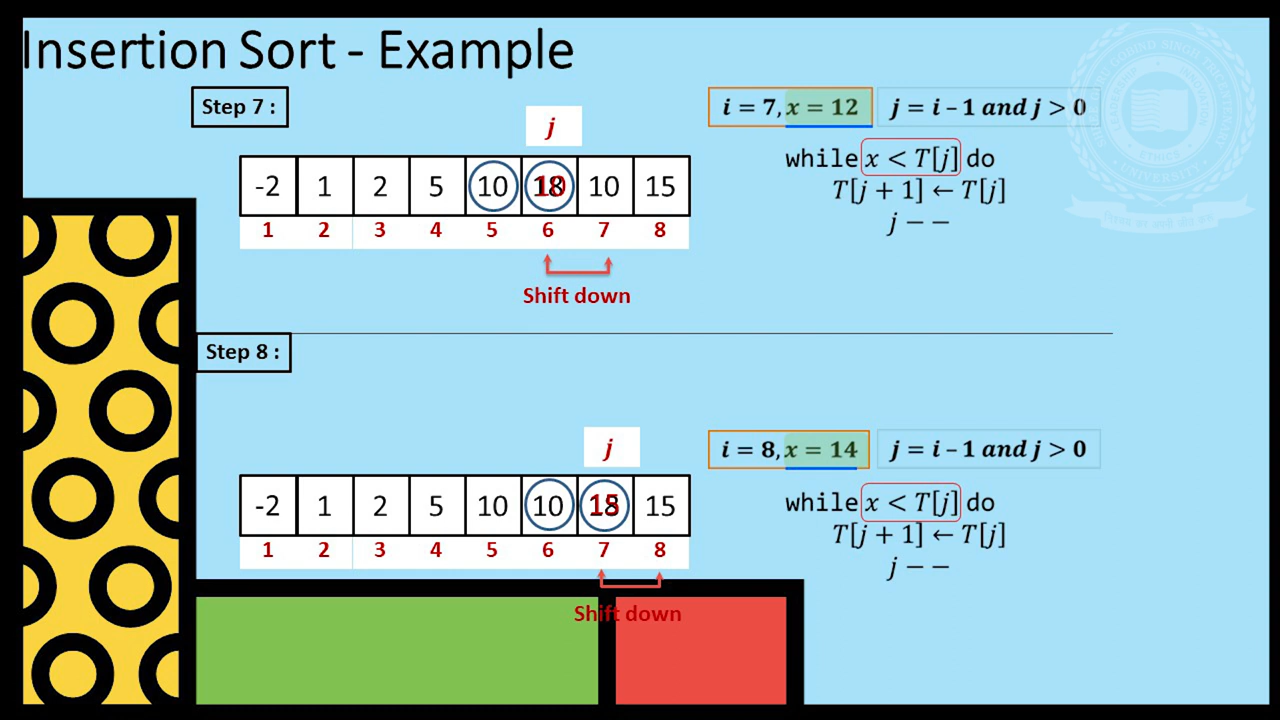 Insertion Sort - Example
Step 7 :
i = 7, x = 12
j = i – 1 and j > 0
j
while x < T[j] do
T[j + 1] ← T[j]
j − −
-2 1 2 5 10 10 15
1 2 3 4 5 6 7 8
Shift down
Step 8 :
i = 8, x = 14
j = i – 1 and j > 0
j
while x < T[j] do
T[j + 1] ← T[j]
j − −
-2 1 2 5 10 10 15
1 2 3 4 5 6 7 8
Shift down
ETHICS